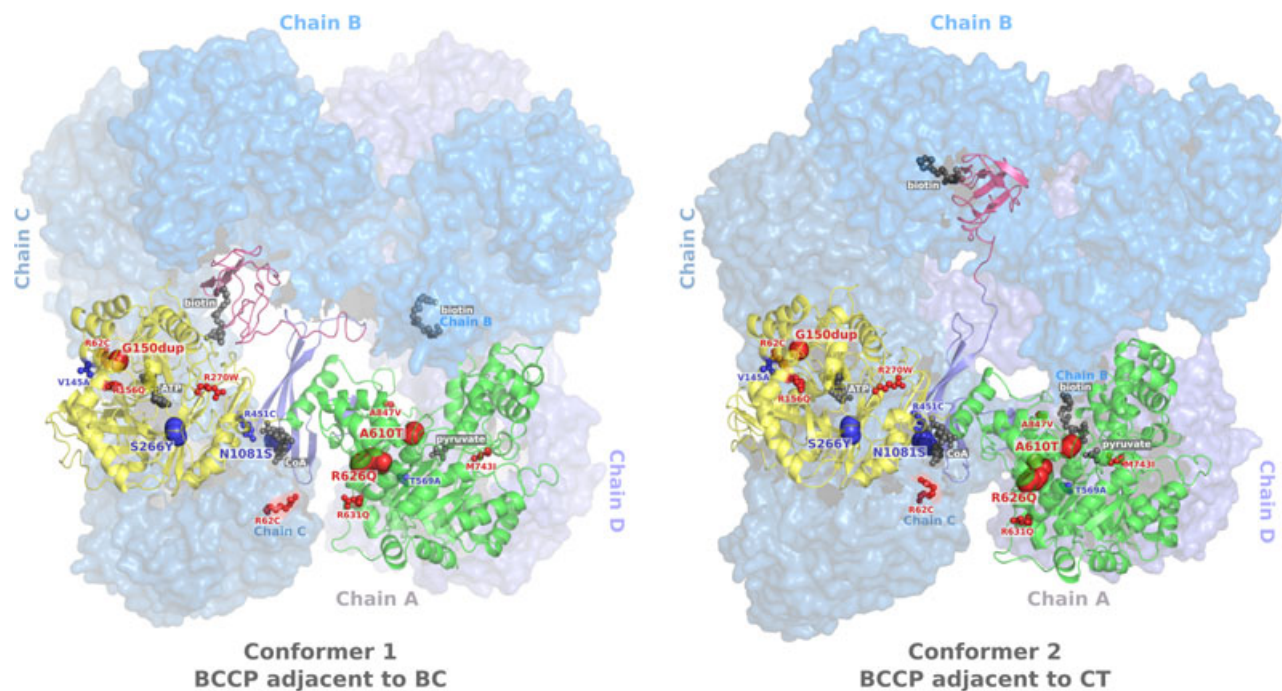 Chain B
Chain C
biotin
biotin
Chain B
R62C
G150dup
V145A
R156Q
ATP
R270W
R451C
A847V
S266Y
N1081S
A610T
pyruvate
CoA
R626Q
M743I
T569A
R62C
R631Q
Chain C
Chain D
Chain A
Conformer 1
BCCP adjacent to BC
Chain B
Chain C
biotin
R62C
G150dup
V145A
R156Q
ATP
R270W
Chain B
biotin
R451C
A847V
S266Y
N1081S
A610T
pyruvate
CoA
M743I
R626Q
T569A
R62C
Chain C
R631Q
Chain D
Chain A
Conformer 2
BCCP adjacent to CT